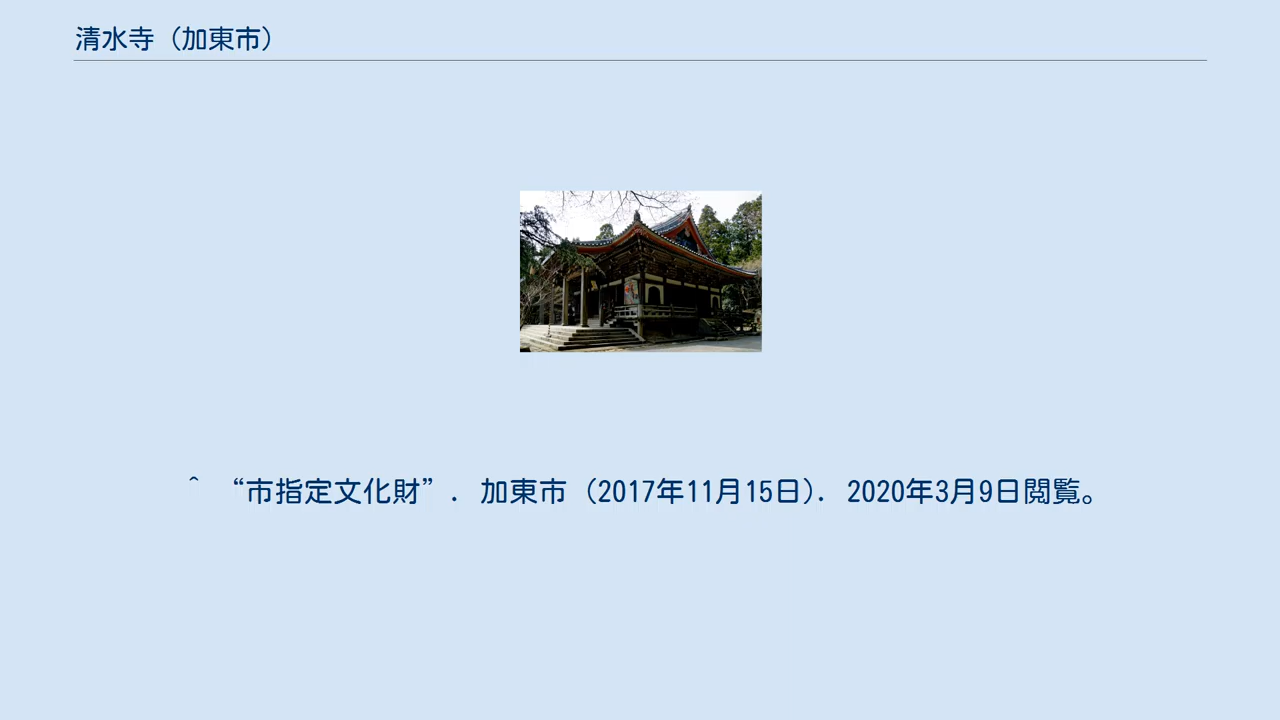 清水寺（加東市）
^ “市指定文化財”. 加東市 (2017年11月15日). 2020年3月9日閲覧。